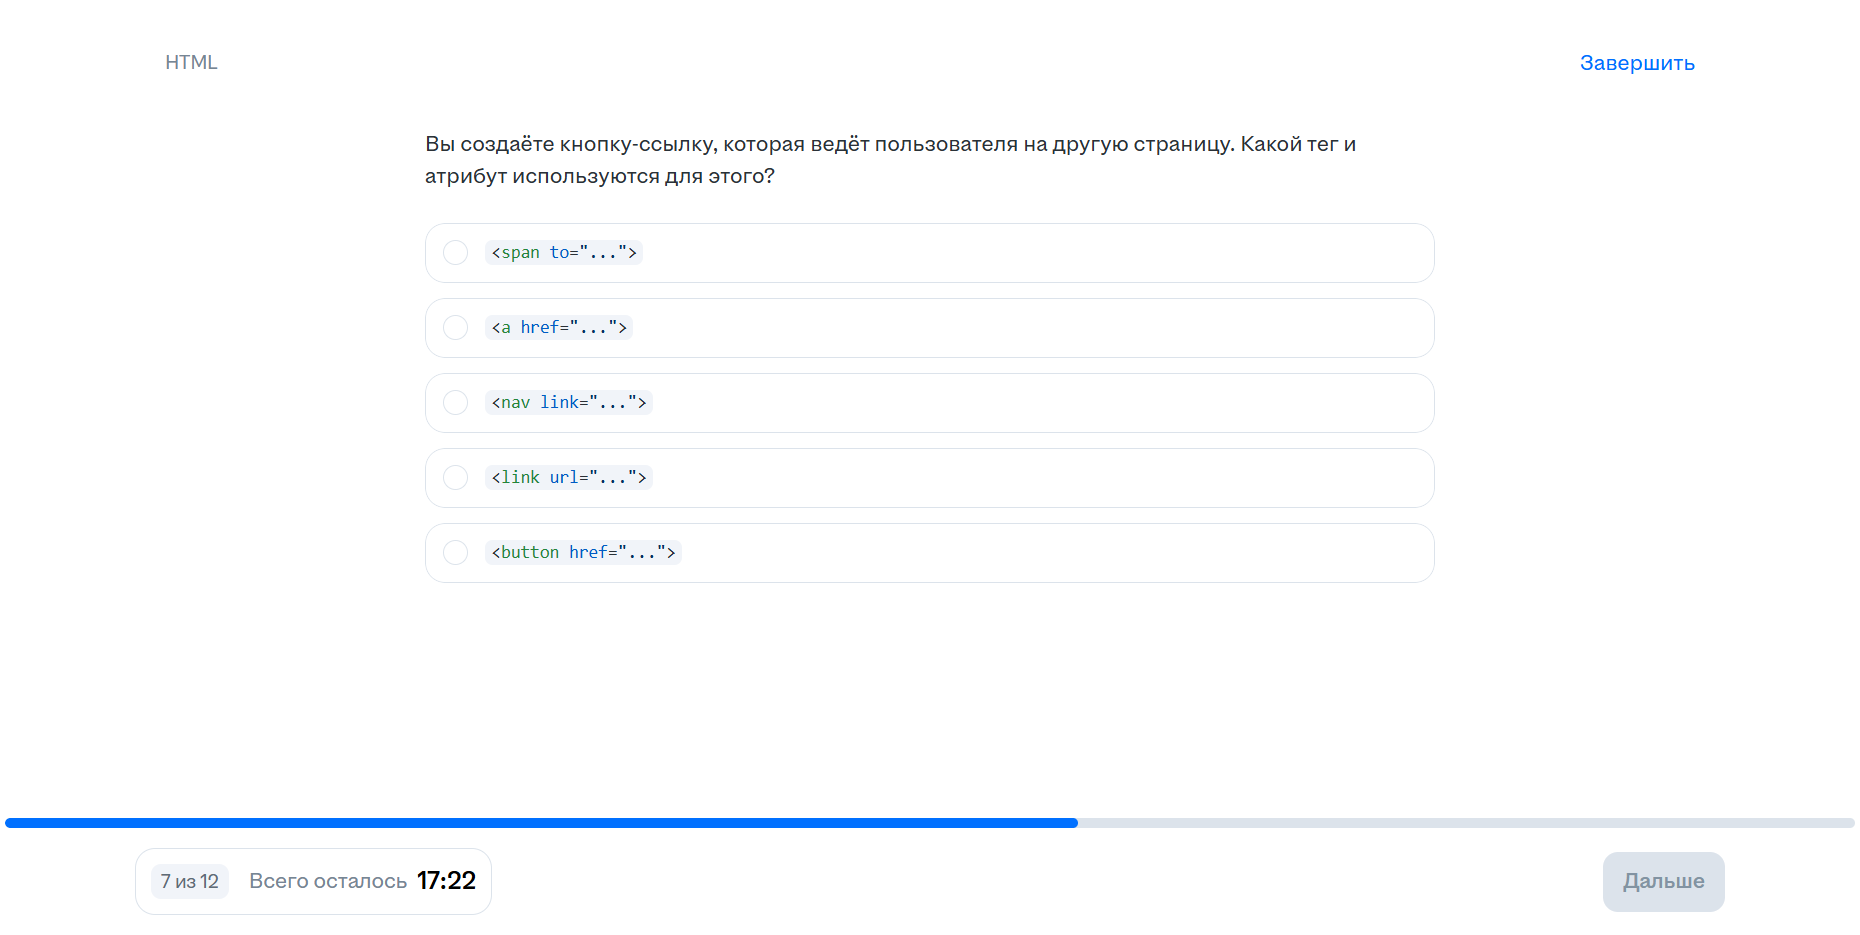 HTML
Завершить
Вы создаёте кнопку-ссылку, которая ведёт пользователя на другую страницу. Какой тег и
атрибут используются для этого?
<span to="...">
<a href="...">
<nav link="...">
<link url="...">
<button href="...">
7 из 12
Всего осталось 17:22
Дальше